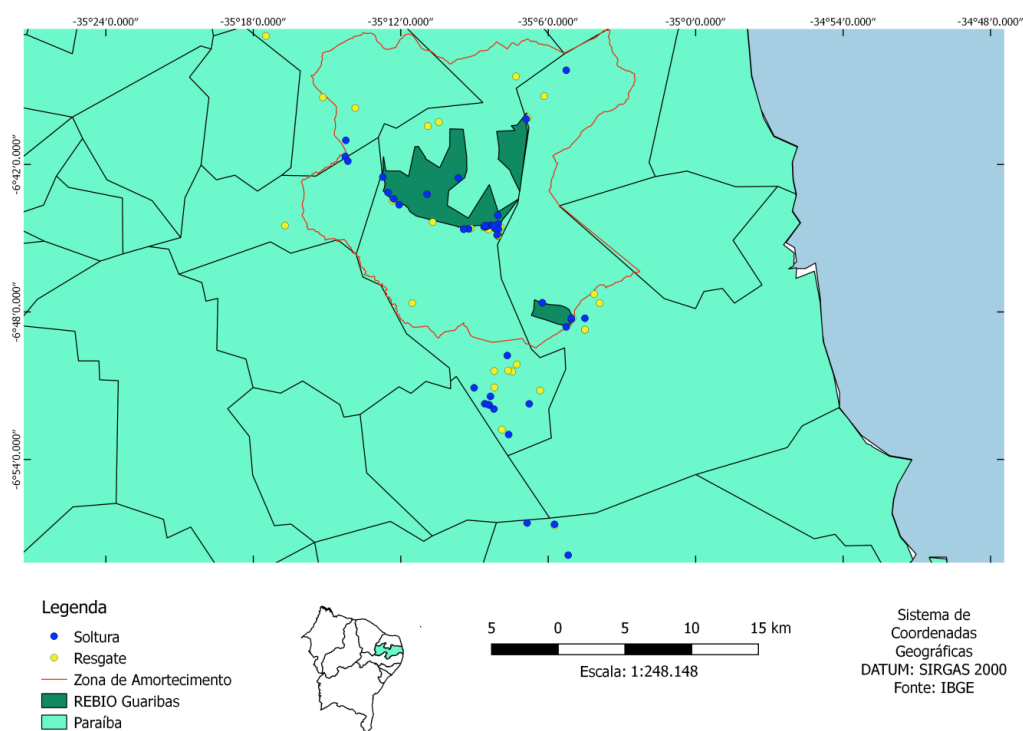 -35°24'0.000" -35°18'0.000" -35°12'0.000" -35°6'0.000" -35°0'0.000" -34°54'0.000" -34°48'0.000"
-6°42'0.000"
-6°48'0.000"
-6°54'0.000"
Legenda
Soltura
Resgate
Zona de Amortecimento
REBIO Guaribas
Paraíba
5 0 5 10 15 km
Escala: 1:248.148
Sistema de
Coordenadas
Geográficas
DATUM: SIRGAS 2000
Fonte: IBGE